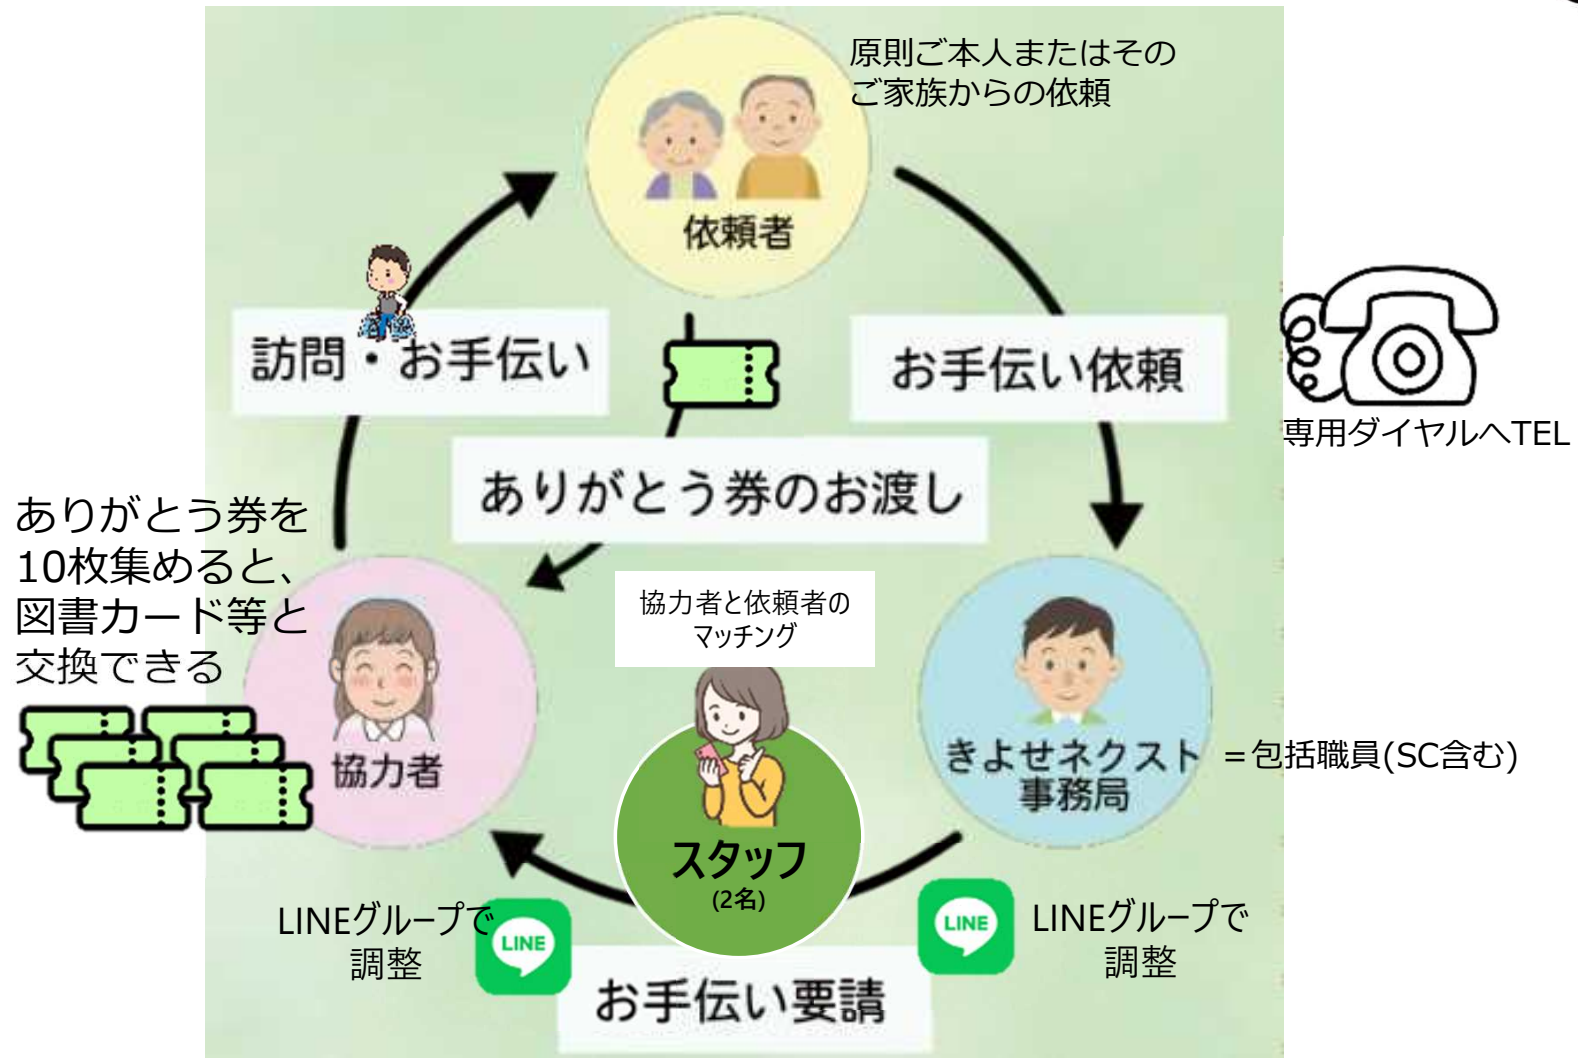 原則ご本人またはその
ご家族からの依頼
依頼者
訪問・お手伝い
お手伝い依頼
専用ダイヤルへTEL
ありがとう券のお渡し
ありがとう券を
10枚集めると、
図書カード等と
交換できる
協力者と依頼者の
マッチング
協力者
きよせネクスト
事務局
=包括職員(SC含む)
スタッフ
(2名)
LINEグループで
調整
LINE
LINE
LINEグループで
調整
お手伝い要請